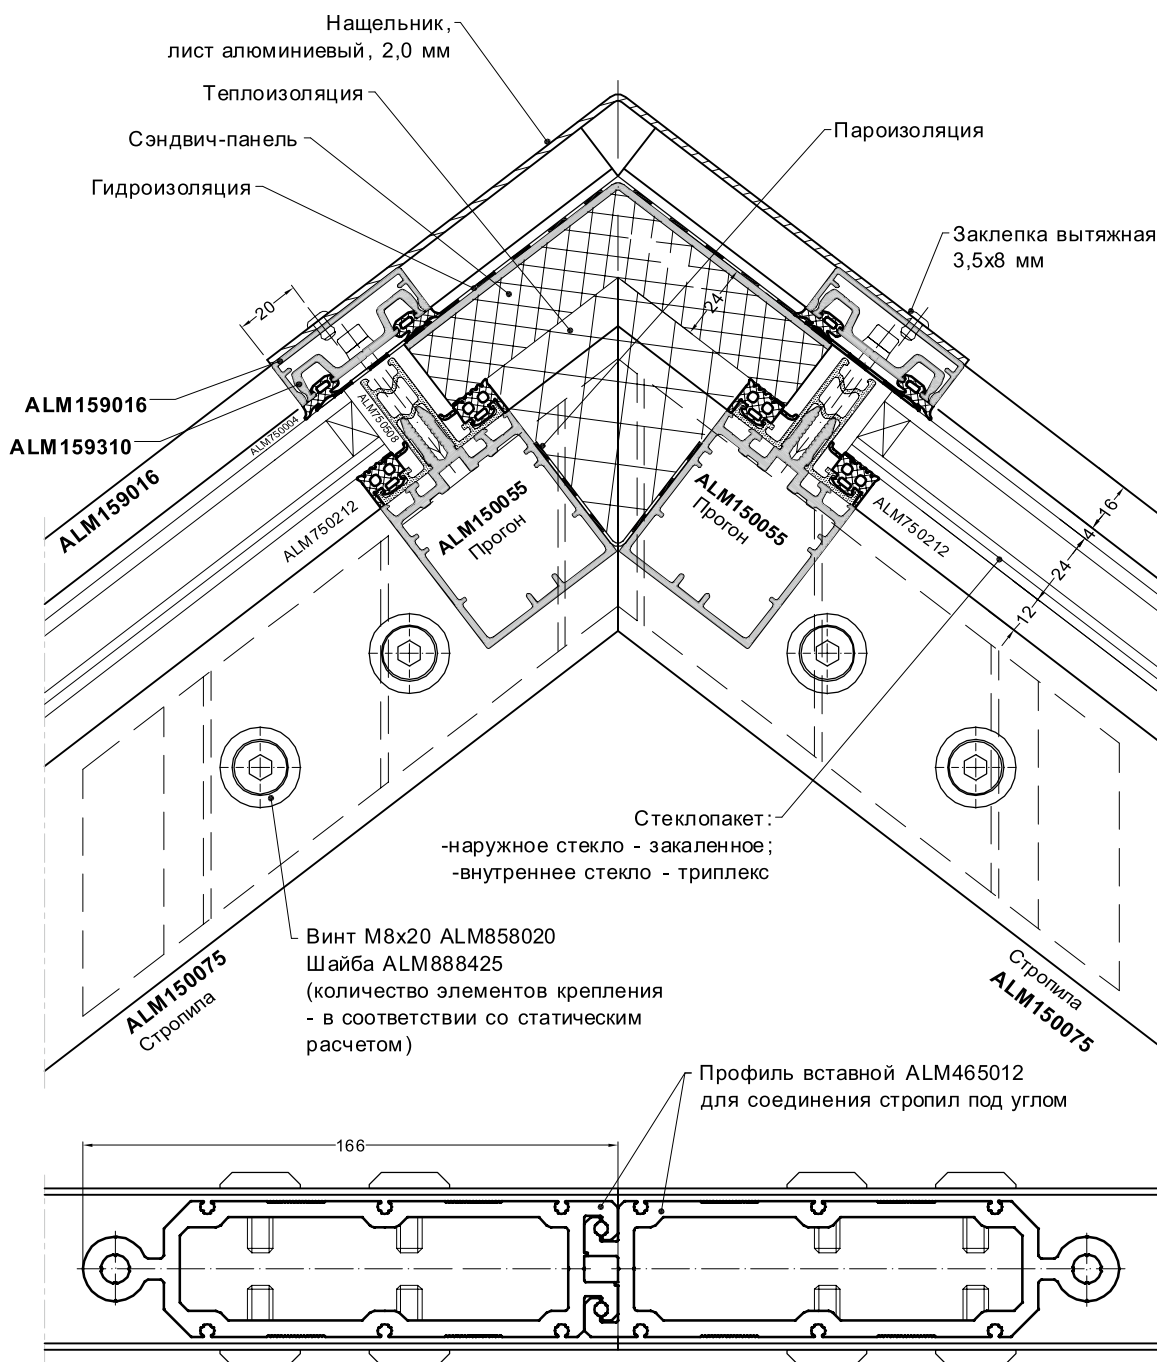 Нащельник,
лист алюминиевый, 2,0 мм
Теплоизоляция
Сэндвич-панель
Гидроизоляция
Пароизоляция
Заклепка вытяжная
3,5x8 мм
20
24
ALM159016
ALM159310
ALM750004
ALM750508
ALM159016
ALM750212
ALM150055
Прогон
ALM150055
Прогон
ALM750212
16
4
24
12
Стеклопакет:
-наружное стекло - закаленное;
-внутреннее стекло - триплекс
Винт М8х20 ALM858020
Шайба ALM888425
(количество элементов крепления
- в соответствии со статическим
расчетом)
ALM150075
Стропила
Стропила
ALM150075
Профиль вставной ALM465012
для соединения стропил под углом
166